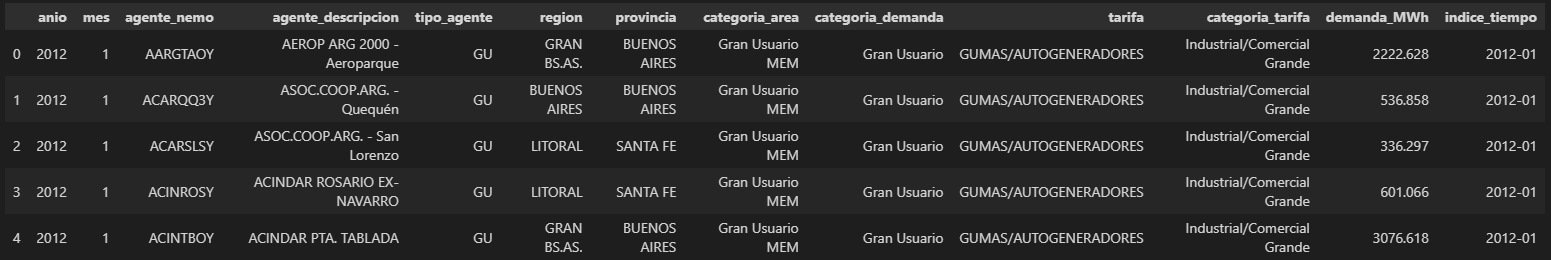 anio mes agente_nemo agente_descripcion tipo_agente region provincia categoria_area categoria_demanda tarifa categoria_tarifa demanda_MWh indice_tiempo
0 2012 1 AARGTAOY AEROP ARG 2000 - Aeroparque GU GRAN BS.AS. BUENOS AIRES Gran Usuario MEM Gran Usuario GUMAS/AUTOGENERADORES Industrial/Comercial Grande 2222.628 2012-01
1 2012 1 ACARQQ3Y ASOC.COOP.ARG. - Quequén GU BUENOS AIRES BUENOS AIRES Gran Usuario MEM Gran Usuario GUMAS/AUTOGENERADORES Industrial/Comercial Grande 536.858 2012-01
2 2012 1 ACARSLSY ASOC.COOP.ARG. - San Lorenzo GU LITORAL SANTA FE Gran Usuario MEM Gran Usuario GUMAS/AUTOGENERADORES Industrial/Comercial Grande 336.297 2012-01
3 2012 1 ACINROSY ACINDAR ROSARIO EX-NAVARRO GU LITORAL SANTA FE Gran Usuario MEM Gran Usuario GUMAS/AUTOGENERADORES Industrial/Comercial Grande 601.066 2012-01
4 2012 1 ACINTBOY ACINDAR PTA. TABLADA GU GRAN BS.AS. BUENOS AIRES Gran Usuario MEM Gran Usuario GUMAS/AUTOGENERADORES Industrial/Comercial Grande 3076.618 2012-01